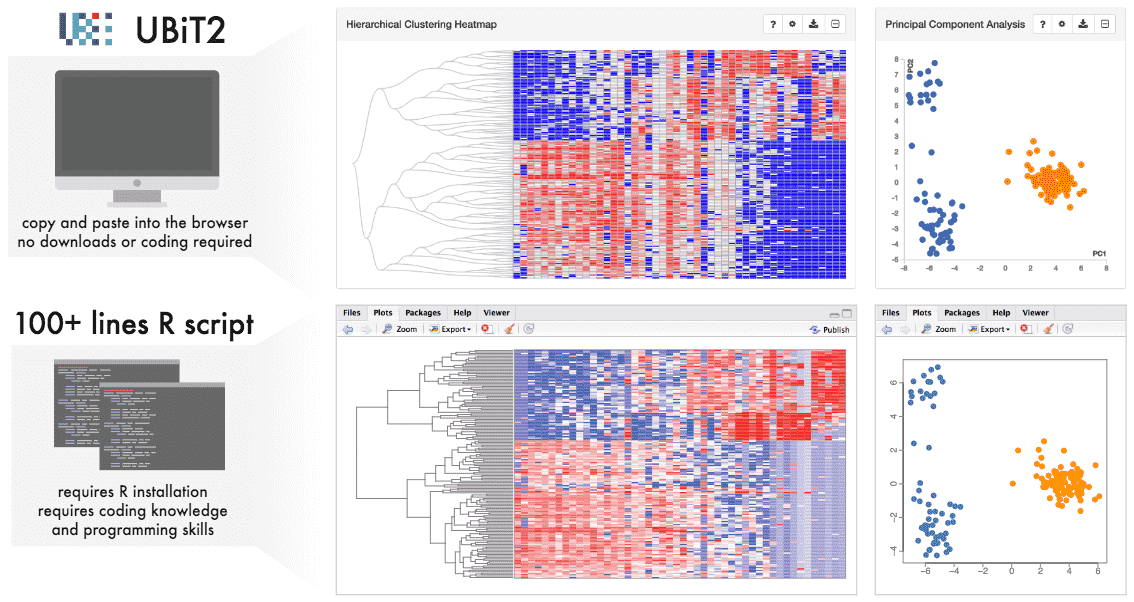 UBiT2
copy and paste into the browser
no downloads or coding required
Hierarchical Clustering Heatmap
?
Principal Component Analysis
?
PC2
8
7
6
5
4
3
2
1
0
-1
-2
-3
-4
-5
PC1
-8
-6
-4
-2
0
2
4
6
8
100+ lines R script
requires R installation
requires coding knowledge
and programming skills
Files Plots Packages Help Viewer
Zoom Export Publish
Files Plots Packages Help Viewer
Zoom Export
6
4
2
0
−2
−4
−6
−4
−2
0
2
4
6